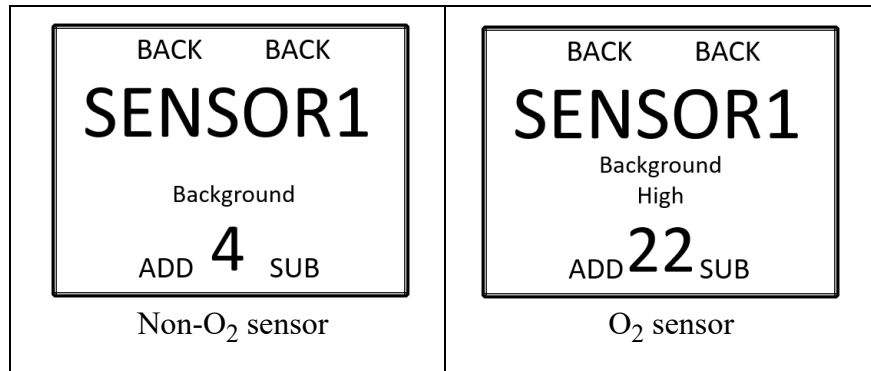 BACK BACK
SENSOR1
Background
ADD 4 SUB
Non-O₂ sensor
BACK BACK
SENSOR1
Background
High
ADD 22 SUB
O₂ sensor